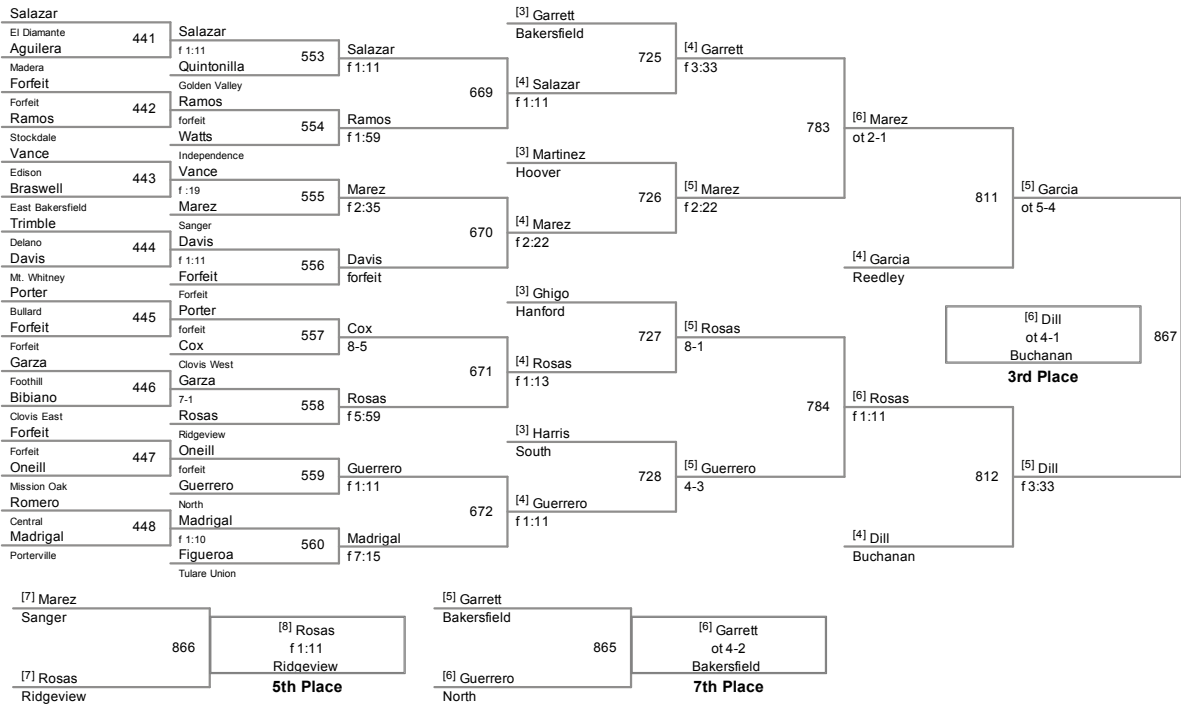 Salazar
El Diamante
441
Aguilera
Madera
Forfeit
Forfeit
442
Ramos
Stockdale
Vance
Edison
443
Braswell
East Bakersfield
Trimble
Delano
444
Davis
Mt. Whitney
Porter
Bullard
445
Forfeit
Forfeit
Garza
Foothill
446
Bibiano
Clovis East
Forfeit
Forfeit
447
Oneill
Mission Oak
Romero
Central
448
Madrigal
Porterville
Salazar
f 1:11
553
Quintonilla
Golden Valley
Ramos
forfeit
554
Watts
Independence
Vance
f :19
555
Marez
Sanger
Davis
f 1:11
556
Forfeit
Forfeit
Porter
forfeit
557
Cox
Clovis West
Garza
7-1
558
Rosas
Ridgeview
Oneill
forfeit
559
Guerrero
North
Madrigal
f 1:10
560
Figueroa
Tulare Union
Salazar
f 1:11
669
Ramos
f 1:59
Marez
f 2:35
670
Davis
forfeit
Cox
8-5
671
Rosas
f 5:59
Guerrero
f 1:11
672
Madrigal
f 7:15
[3] Garrett
Bakersfield
725
[4] Salazar
f 1:11
[3] Martinez
Hoover
726
[4] Marez
f 2:22
[3] Ghigo
Hanford
727
[4] Rosas
f 1:13
[3] Harris
South
728
[4] Guerrero
f 1:11
[4] Garrett
f 3:33
783
[5] Marez
f 2:22
[5] Rosas
8-1
784
[5] Guerrero
4-3
[6] Marez
ot 2-1
811
[4] Garcia
Reedley
[6] Rosas
f 1:11
812
[4] Dill
Buchanan
[5] Garcia
ot 5-4
867
[5] Dill
f 3:33
[6] Dill
ot 4-1
Buchanan
3rd Place
[7] Marez
Sanger
866
[7] Rosas
Ridgeview
[8] Rosas
f 1:11
Ridgeview
5th Place
[5] Garrett
Bakersfield
865
[6] Guerrero
North
[6] Garrett
ot 4-2
Bakersfield
7th Place